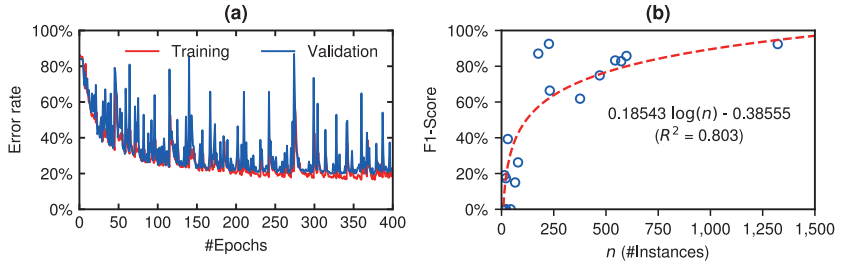 (a)
100%
80%
60%
40%
20%
0%
Error rate
Training
Validation
0
50
100
150
200
250
300
350
400
#Epochs
(b)
100%
80%
60%
40%
20%
0%
F1-Score
0.18543 log(n) - 0.38555
(R² = 0.803)
0
250
500
750
1,000
1,250
1,500
n (#Instances)